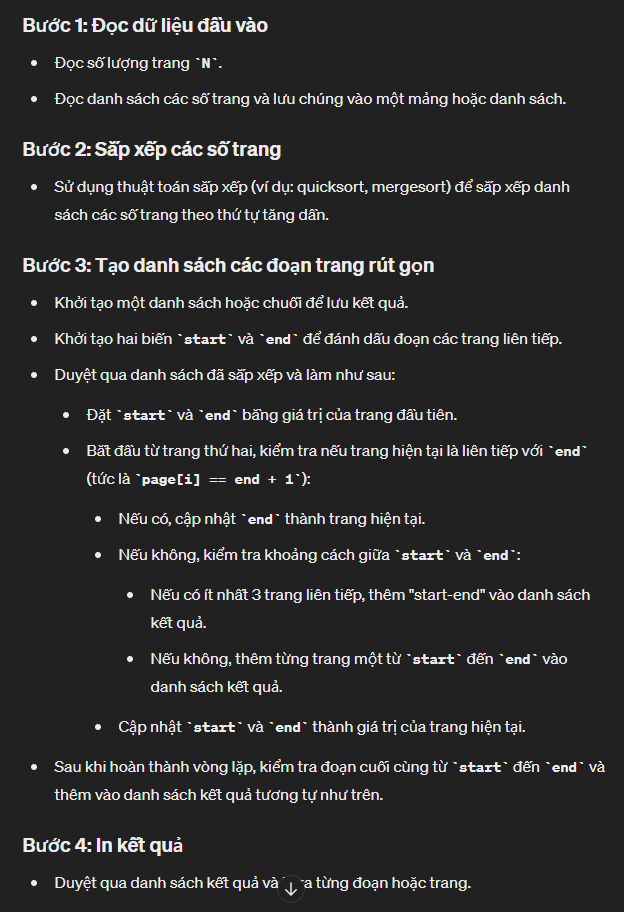 Bước 1: Đọc dữ liệu đầu vào
• Đọc số lượng trang `N`.
• Đọc danh sách các số trang và lưu chúng vào một mảng hoặc danh sách.
Bước 2: Sắp xếp các số trang
• Sử dụng thuật toán sắp xếp (ví dụ: quicksort, mergesort) để sắp xếp danh
sách các số trang theo thứ tự tăng dần.
Bước 3: Tạo danh sách các đoạn trang rút gọn
• Khởi tạo một danh sách hoặc chuỗi để lưu kết quả.
• Khởi tạo hai biến `start` và `end` để đánh dấu đoạn các trang liên tiếp.
• Duyệt qua danh sách đã sắp xếp và làm như sau:
• Đặt `start` và `end` bằng giá trị của trang đầu tiên.
• Bắt đầu từ trang thứ hai, kiểm tra nếu trang hiện tại là liên tiếp với `end`
(tức là `page[i] == end + 1`):
• Nếu có, cập nhật `end` thành trang hiện tại.
• Nếu không, kiểm tra khoảng cách giữa `start` và `end`:
• Nếu có ít nhất 3 trang liên tiếp, thêm "start-end" vào danh sách
kết quả.
• Nếu không, thêm từng trang một từ `start` đến `end` vào
danh sách kết quả.
• Cập nhật `start` và `end` thành giá trị của trang hiện tại.
• Sau khi hoàn thành vòng lặp, kiểm tra đoạn cuối cùng từ `start` đến `end` và
thêm vào danh sách kết quả tương tự như trên.
Bước 4: In kết quả
• Duyệt qua danh sách kết quả và từng đoạn hoặc trang.